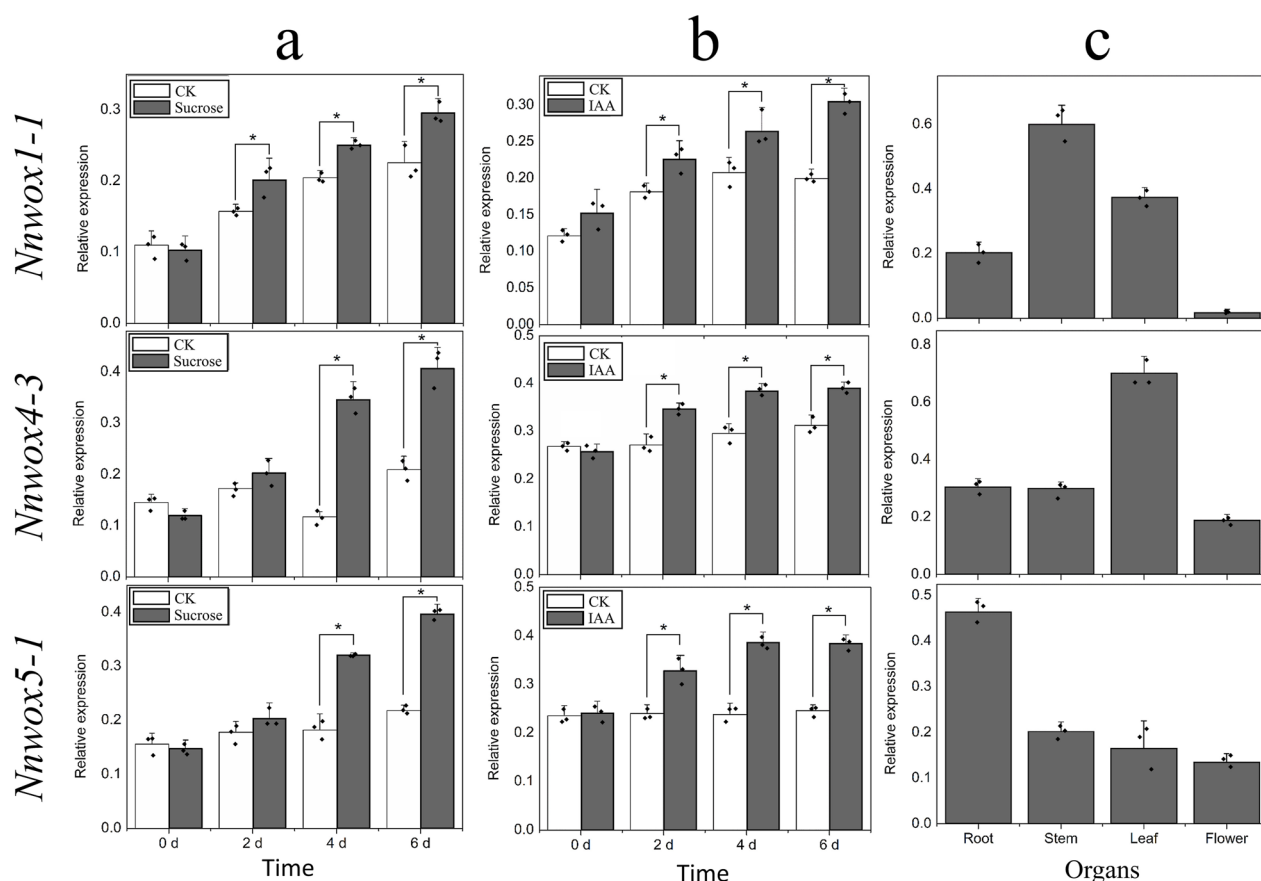 a
b
c
Nnwox1-1
Relative expression
0.3
0.2
0.1
0.0
CK
Sucrose
*
*
*
Relative expression
0.30
0.25
0.20
0.15
0.10
0.05
0.00
CK
IAA
*
*
*
Relative expression
0.6
0.4
0.2
0.0
Nnwox4-3
Relative expression
0.4
0.3
0.2
0.1
0.0
CK
Sucrose
*
*
Relative expression
0.5
0.4
0.3
0.2
0.1
0.0
CK
IAA
*
*
*
Relative expression
0.8
0.6
0.4
0.2
0.0
Nnwox5-1
Relative expression
0.4
0.3
0.2
0.1
0.0
CK
Sucrose
*
*
0 d
2 d
4 d
6 d
Time
Relative expression
0.5
0.4
0.3
0.2
0.1
0.0
CK
IAA
*
*
*
0 d
2 d
4 d
6 d
Time
Relative expression
0.5
0.4
0.3
0.2
0.1
0.0
Root
Stem
Leaf
Flower
Organs